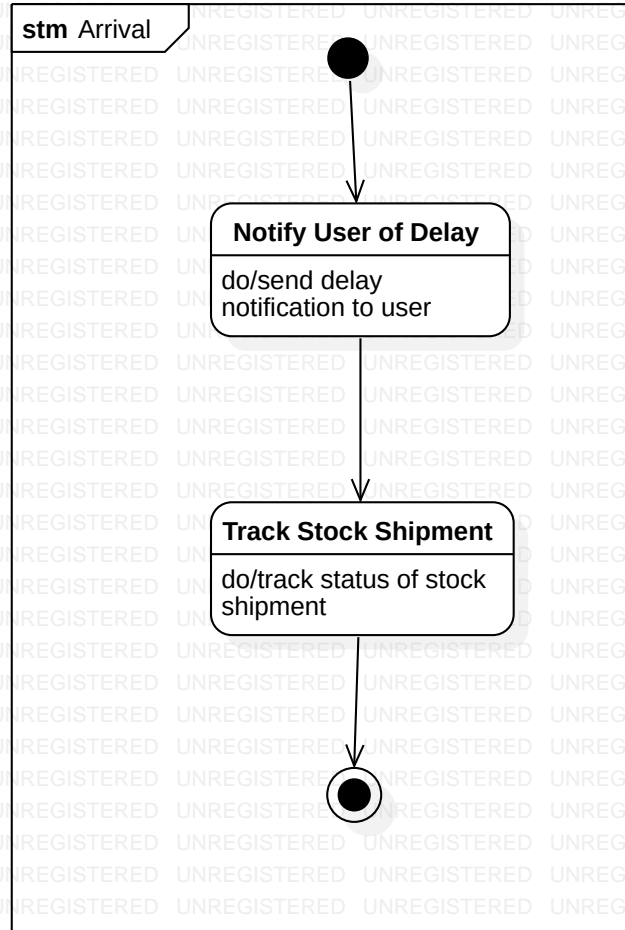 stm Arrival
Notify User of Delay
do/send delay
notification to user
Track Stock Shipment
do/track status of stock
shipment
UNREGISTERED